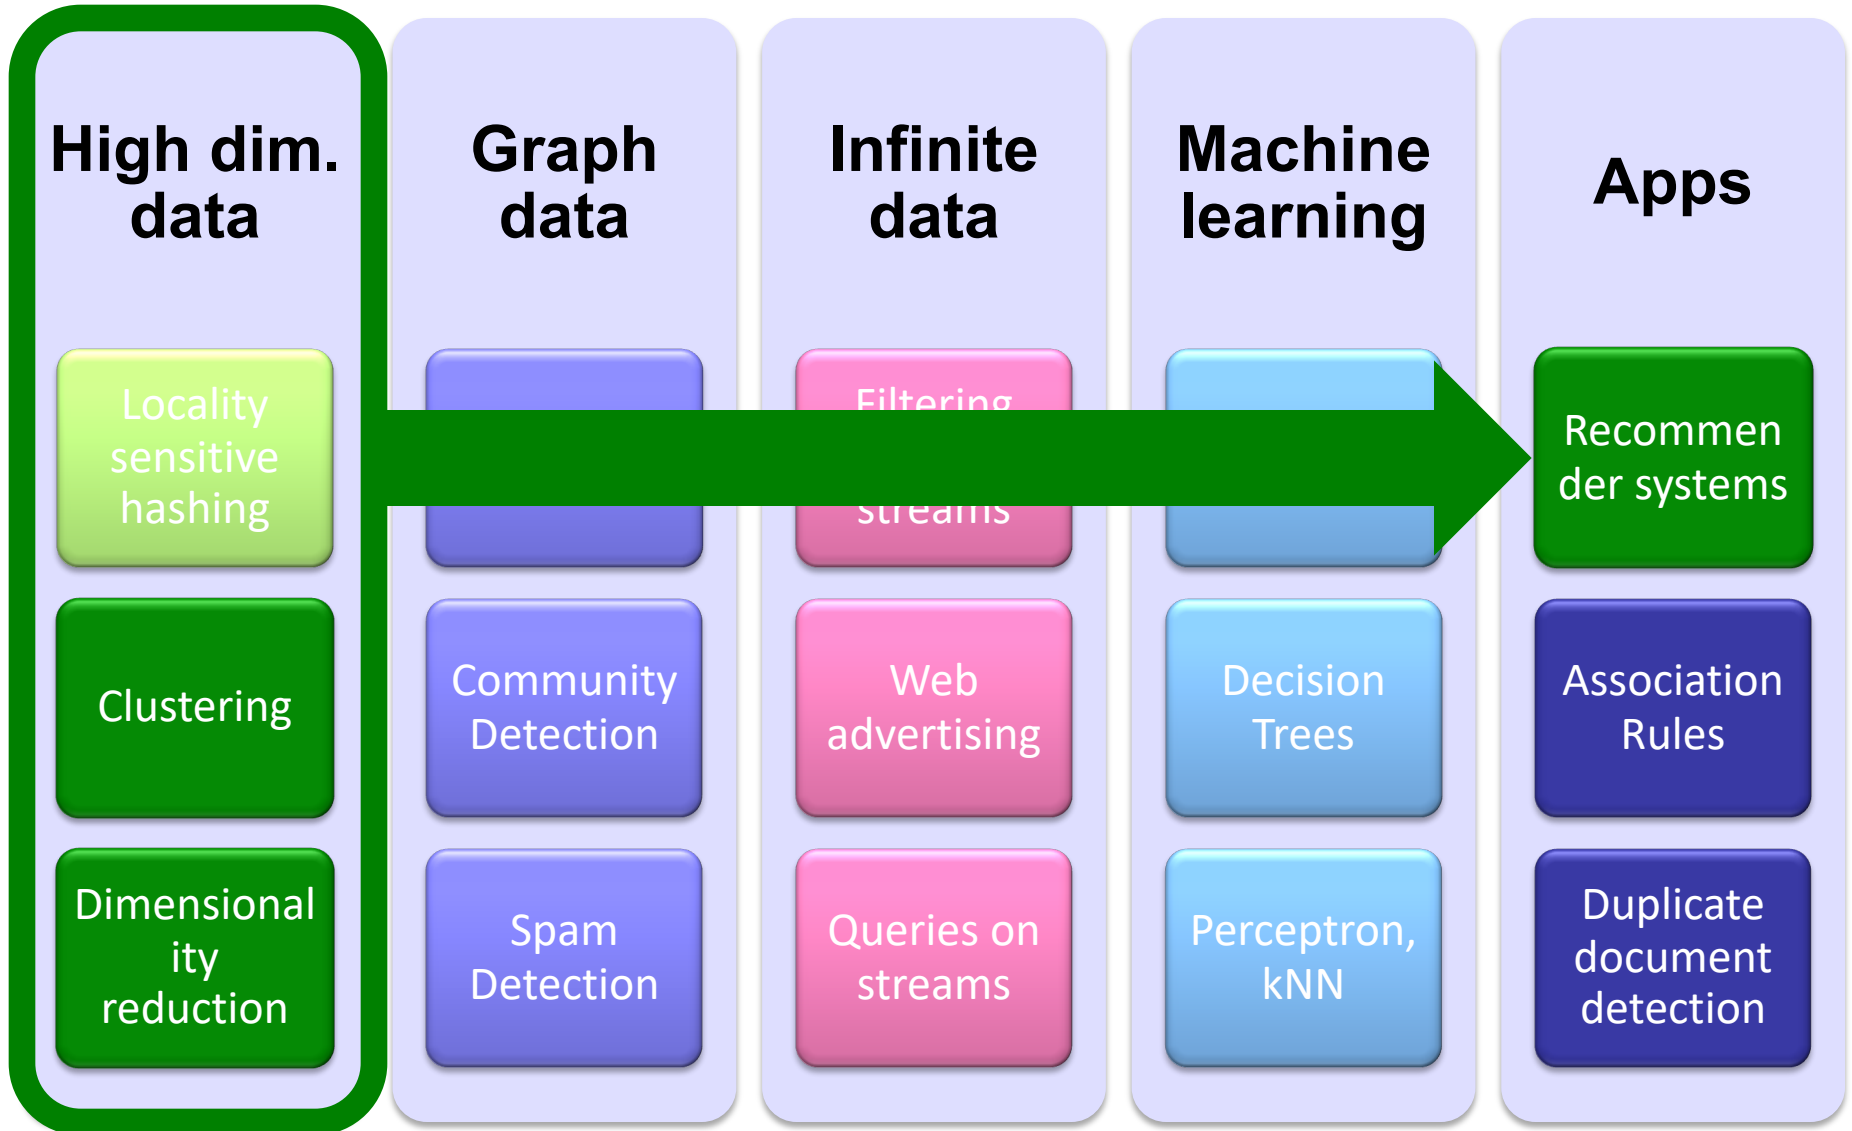 High dim.
data
Graph
data
Infinite
data
Machine
learning
Apps
Locality
sensitive
hashing
Filtering
streams
Recommen
der systems
Clustering
Community
Detection
Web
advertising
Decision
Trees
Association
Rules
Dimensional
ity
reduction
Spam
Detection
Queries on
streams
Perceptron,
kNN
Duplicate
document
detection